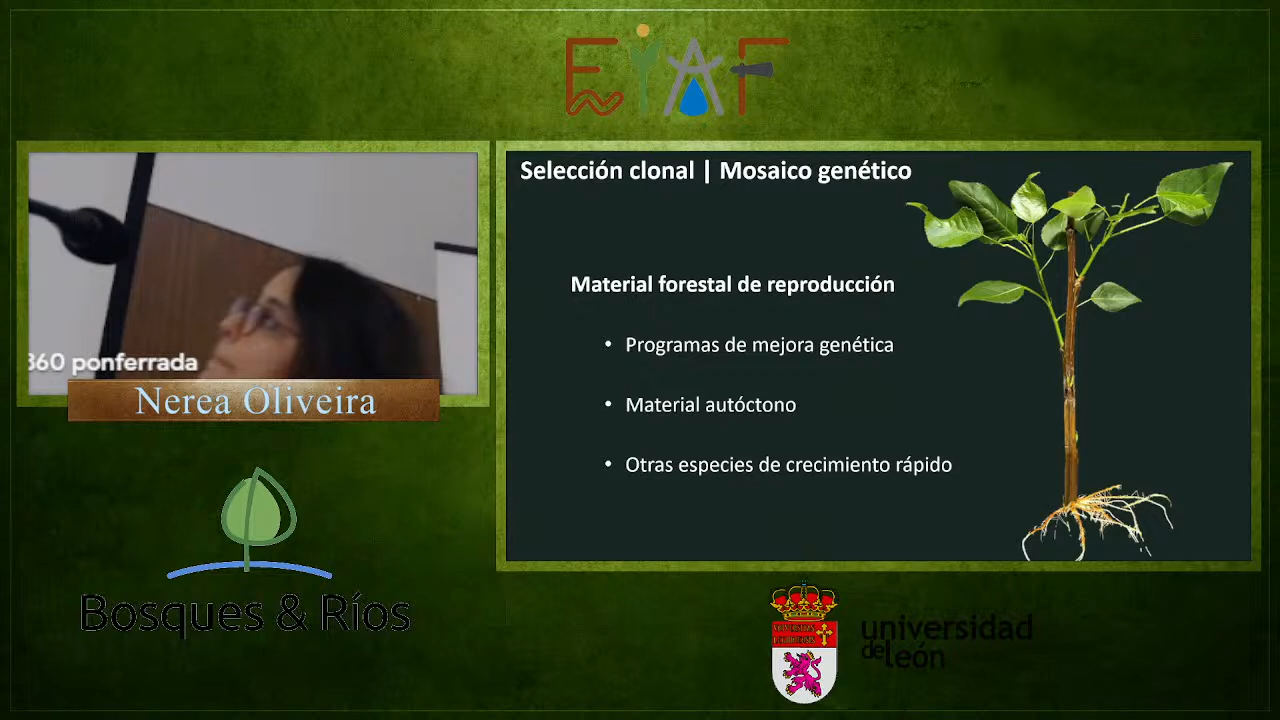 EIAF
Selección clonal | Mosaico genético
Material forestal de reproducción
• Programas de mejora genética
• Material autóctono
• Otras especies de crecimiento rápido
360 ponferrada
Nerea Oliveira
Bosques & Ríos
universidad
de león